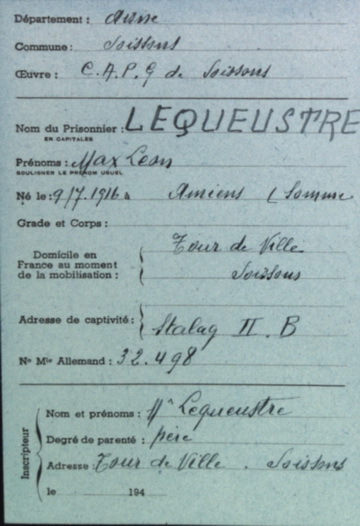 Département : Aisne
Commune : Soissons
Œuvre : C.A.P.G de Soissons
Nom du Prisonnier : LEQUEUSTRE
EN CAPITALES
Prénoms : Max Léon
SOULIGNER LE PRÉNOM USUEL
Né le : 9/7.1916 à Amiens (Somme
Grade et Corps :
Domicile en
France au moment
de la mobilisation :
Tour de Ville
Soissons
Adresse de captivité : Stalag II. B
N° Mle Allemand : 32.498
Inscripteur
Nom et prénoms : Mr Lequeustre
Degré de parenté : père
Adresse Tour de Ville . Soissons
le 194